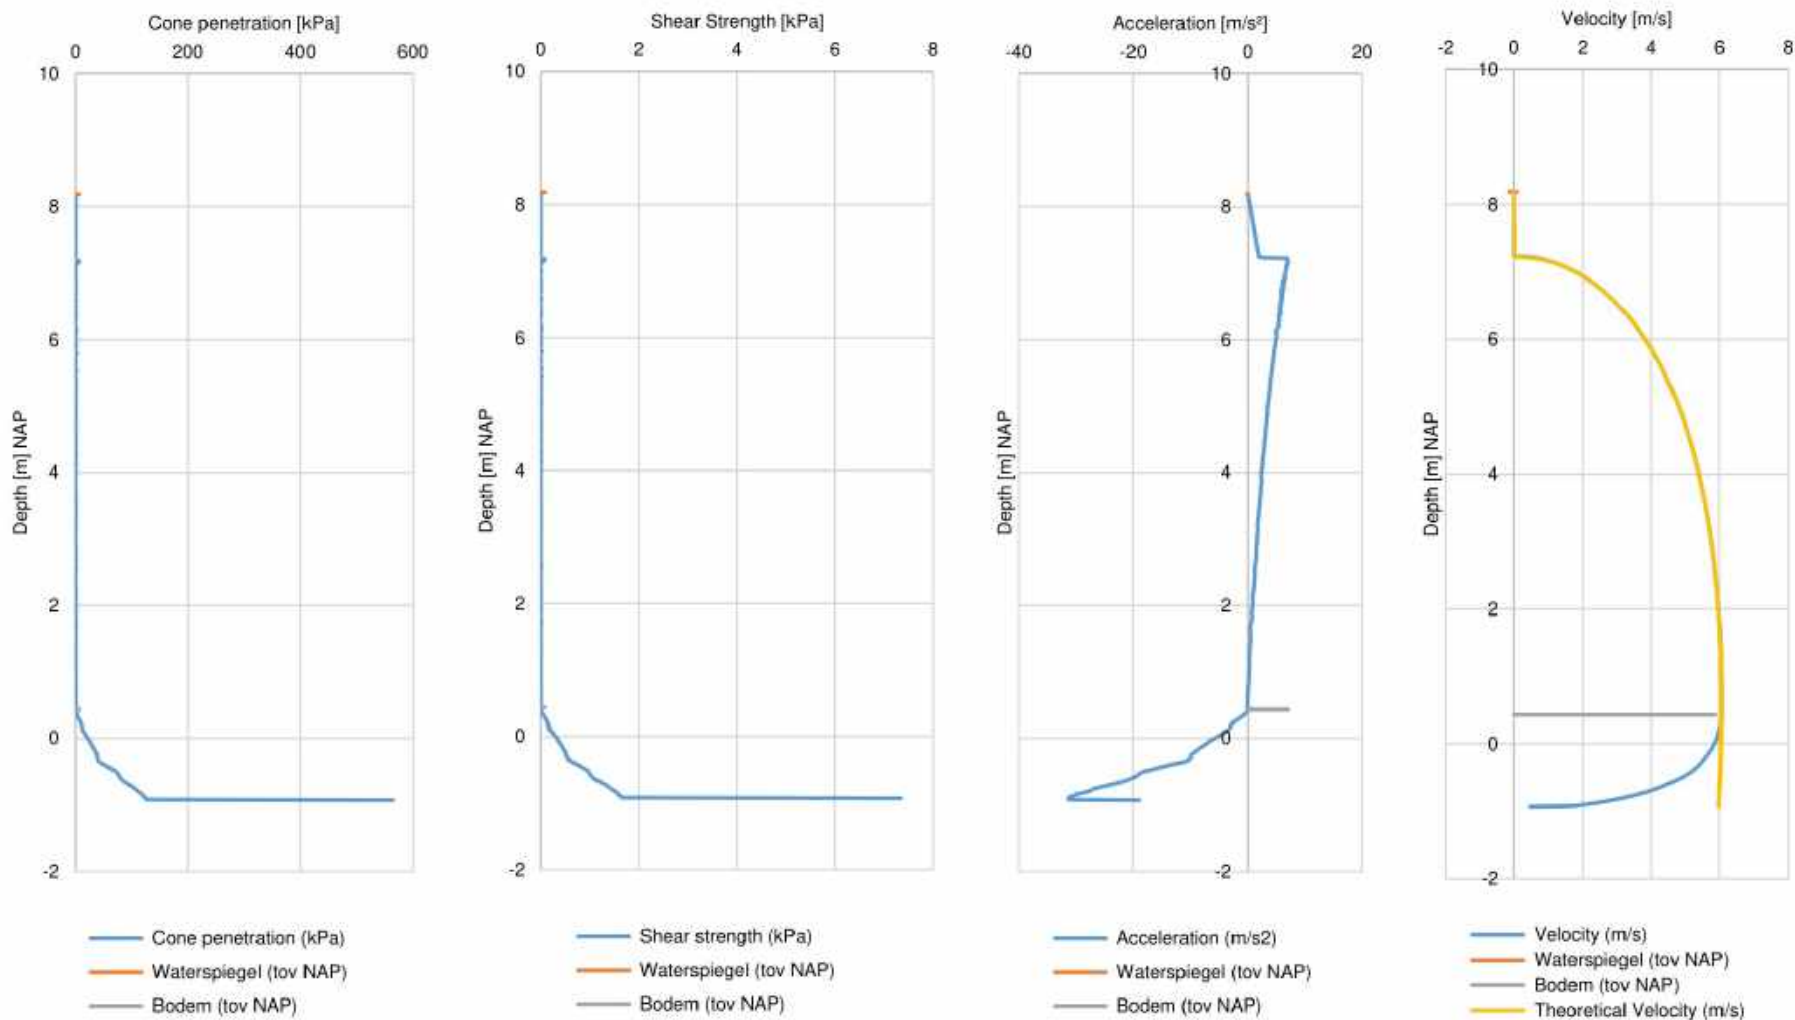 Cone penetration [kPa]
0 200 400 600
10
8
6
4
2
0
-2
Depth [m] NAP
Cone penetration (kPa)
Waterspiegel (tov NAP)
Bodem (tov NAP)
Shear Strength [kPa]
0 2 4 6 8
10
8
6
4
2
0
-2
Depth [m] NAP
Shear strength (kPa)
Waterspiegel (tov NAP)
Bodem (tov NAP)
Acceleration [m/s²]
-40 -20 0 20
10
8
6
4
2
0
-2
Depth [m] NAP
Acceleration (m/s2)
Waterspiegel (tov NAP)
Bodem (tov NAP)
Velocity [m/s]
-2 0 2 4 6 8
10
8
6
4
2
0
-2
Depth [m] NAP
Velocity (m/s)
Waterspiegel (tov NAP)
Bodem (tov NAP)
Theoretical Velocity (m/s)